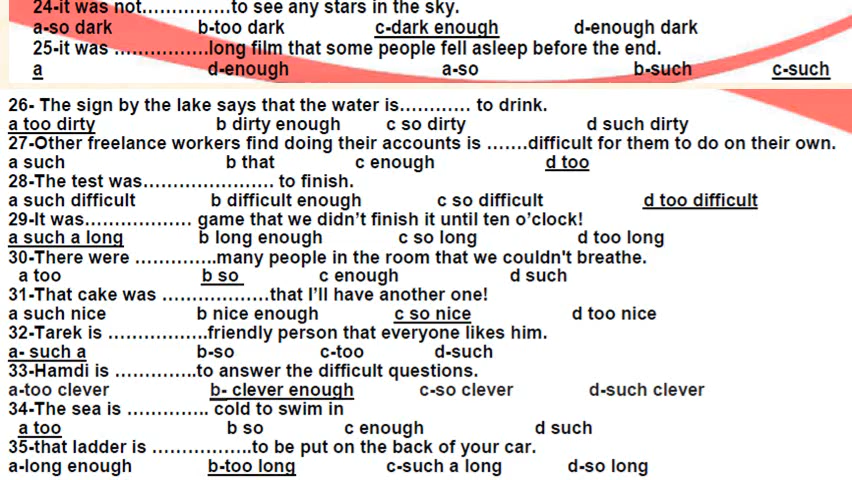 24-it was not……………to see any stars in the sky.
a-so dark b-too dark c-dark enough d-enough dark
25-it was ……………long film that some people fell asleep before the end.
a d-enough a-so b-such c-such
26- The sign by the lake says that the water is………… to drink.
a too dirty b dirty enough c so dirty d such dirty
27-Other freelance workers find doing their accounts is …….difficult for them to do on their own.
a such b that c enough d too
28-The test was…………………. to finish.
a such difficult b difficult enough c so difficult d too difficult
29-It was……………… game that we didn’t finish it until ten o’clock!
a such a long b long enough c so long d too long
30-There were …………..many people in the room that we couldn't breathe.
a too b so c enough d such
31-That cake was ………………that I’ll have another one!
a such nice b nice enough c so nice d too nice
32-Tarek is ……………..friendly person that everyone likes him.
a- such a b-so c-too d-such
33-Hamdi is …………..to answer the difficult questions.
a-too clever b- clever enough c-so clever d-such clever
34-The sea is ………….. cold to swim in
a too b so c enough d such
35-that ladder is ……………..to be put on the back of your car.
a-long enough b-too long c-such a long d-so long